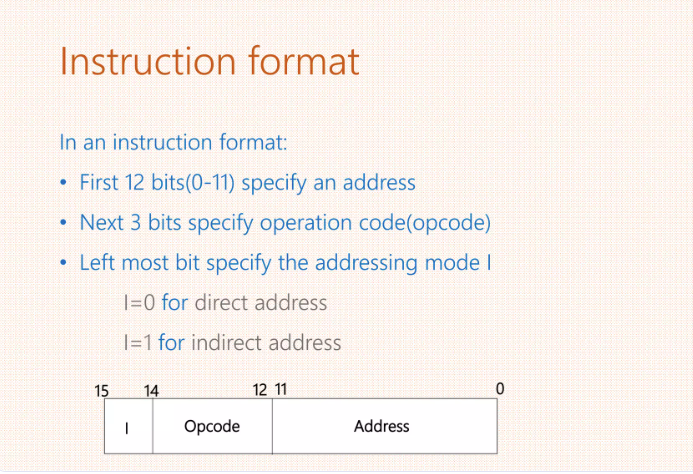 Instruction format
In an instruction format:
• First 12 bits(0-11) specify an address
• Next 3 bits specify operation code(opcode)
• Left most bit specify the addressing mode I
I=0 for direct address
I=1 for indirect address
15 14 12 11 0
I Opcode Address